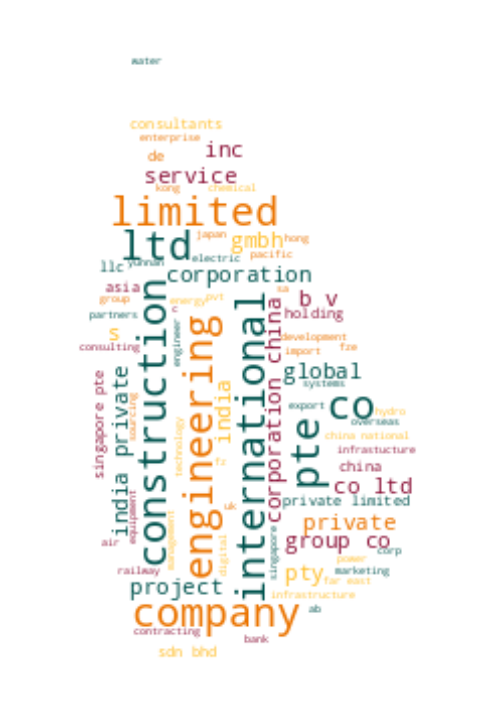 water
consultants
enterprise
de
inc
service
kong
chemical
limited
ltd
japan
gmbh
hong
electric
pacific
llc
yunnan
corporation
asia
group
energy
pvt
sa
b v
holding
partners
c
s
consulting
construction
engineer
engineering
international
corporation china
development
import
fze
global
systems
singapore pte
india private
sourcing
technology
india
pte
export
co
hydro
overseas
china national
infrastucture
china
co ltd
equipment
management
uk
digital
private limited
private
air
group co
corp
singapore
power
railway
project
pty
marketing
far east
infrastructure
company
ab
contracting
bank
sdn bhd